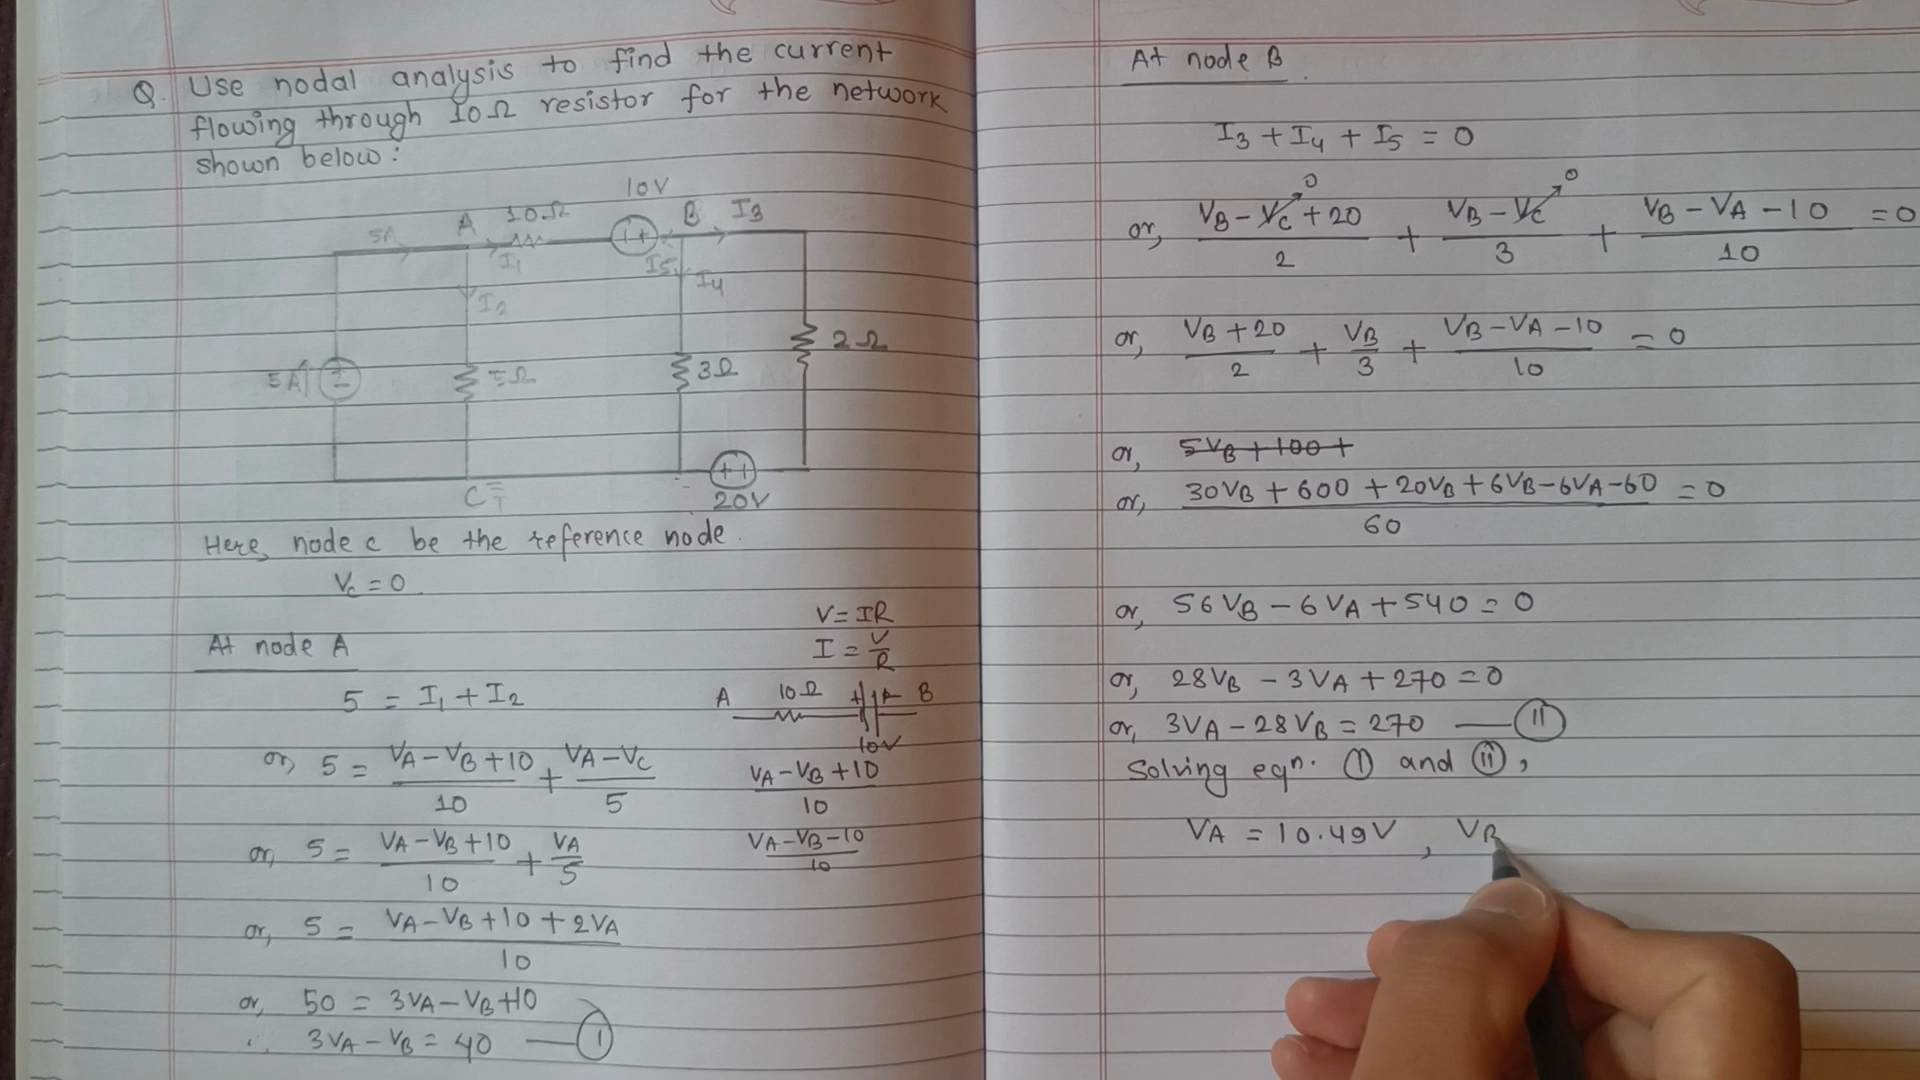 Q. Use nodal analysis to find the current
flowing through 10Ω resistor for the network
shown below:
10V
5A A 10Ω B I3
I1 I5 I4
I2
5A 5Ω 3Ω 2Ω
C 20V
Here, node c be the reference node.
Vc = 0.
At node A
5 = I1 + I2
or, 5 = (VA - VB + 10)/10 + (VA - VC)/5
or, 5 = (VA - VB + 10)/10 + VA/5
or, 5 = (VA - VB + 10 + 2VA)/10
or, 50 = 3VA - VB + 10
∴ 3VA - VB = 40 — (I)
V = IR
I = V/R
A 10Ω + - B
10V
(VA - VB + 10)/10
(VA - VB - 10)/10
At node B
I3 + I4 + I5 = 0
or, (VB - VC + 20)/2 + (VB - VC)/3 + (VB - VA - 10)/10 = 0
or, (VB + 20)/2 + VB/3 + (VB - VA - 10)/10 = 0
or, 5VB + 100 +
or, (30VB + 600 + 20VB + 6VB - 6VA - 60)/60 = 0
or, 56VB - 6VA + 540 = 0
or, 28VB - 3VA + 270 = 0
or, 3VA - 28VB = 270 — (II)
Solving eqn. (I) and (II),
VA = 10.49V, VB